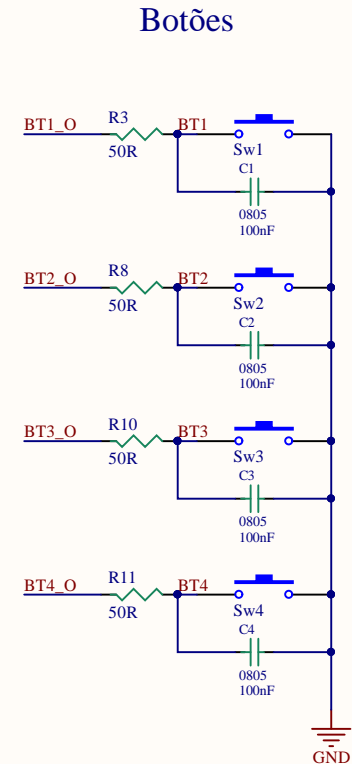 Botões
BT1_O
R3
50R
BT1
Sw1
C1
0805
100nF
BT2_O
R8
50R
BT2
Sw2
C2
0805
100nF
BT3_O
R10
50R
BT3
Sw3
C3
0805
100nF
BT4_O
R11
50R
BT4
Sw4
C4
0805
100nF
GND